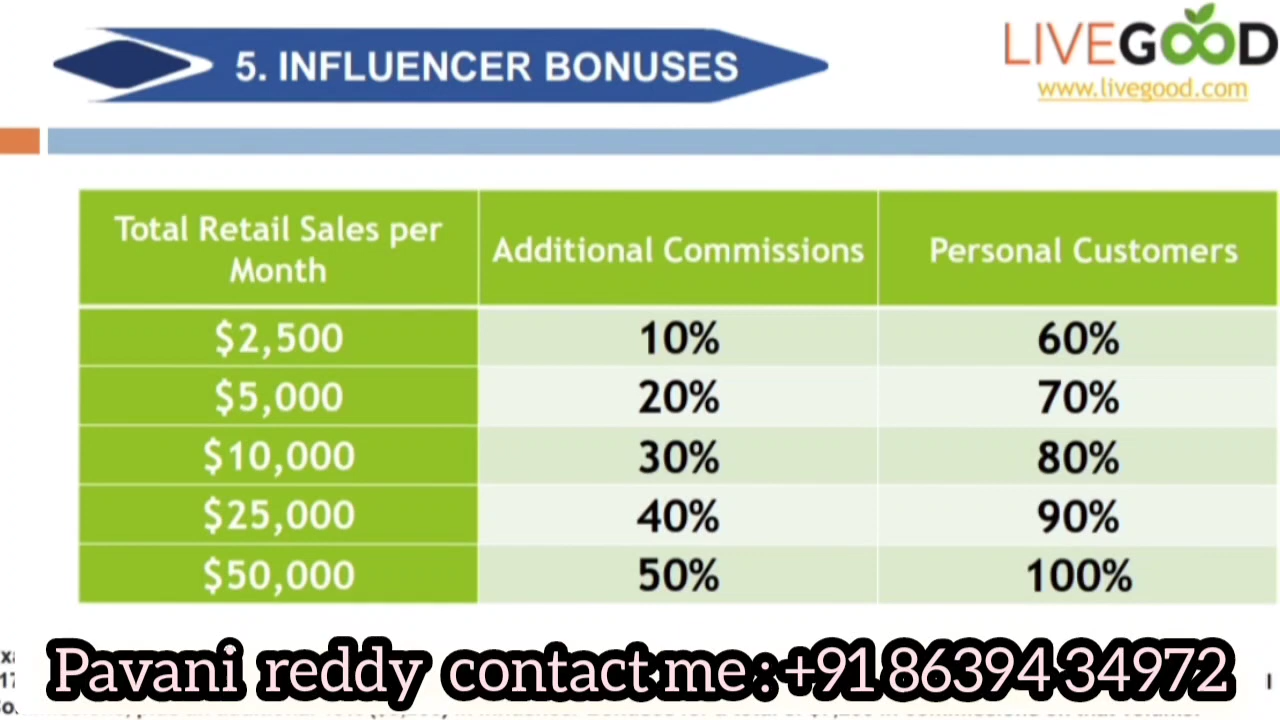 5. INFLUENCER BONUSES
LIVEGOOD
www.livegood.com
Total Retail Sales per
Month
Additional Commissions
Personal Customers
$2,500 10% 60%
$5,000 20% 70%
$10,000 30% 80%
$25,000 40% 90%
$50,000 50% 100%
Pavani reddy contact me:+91 86394 34972